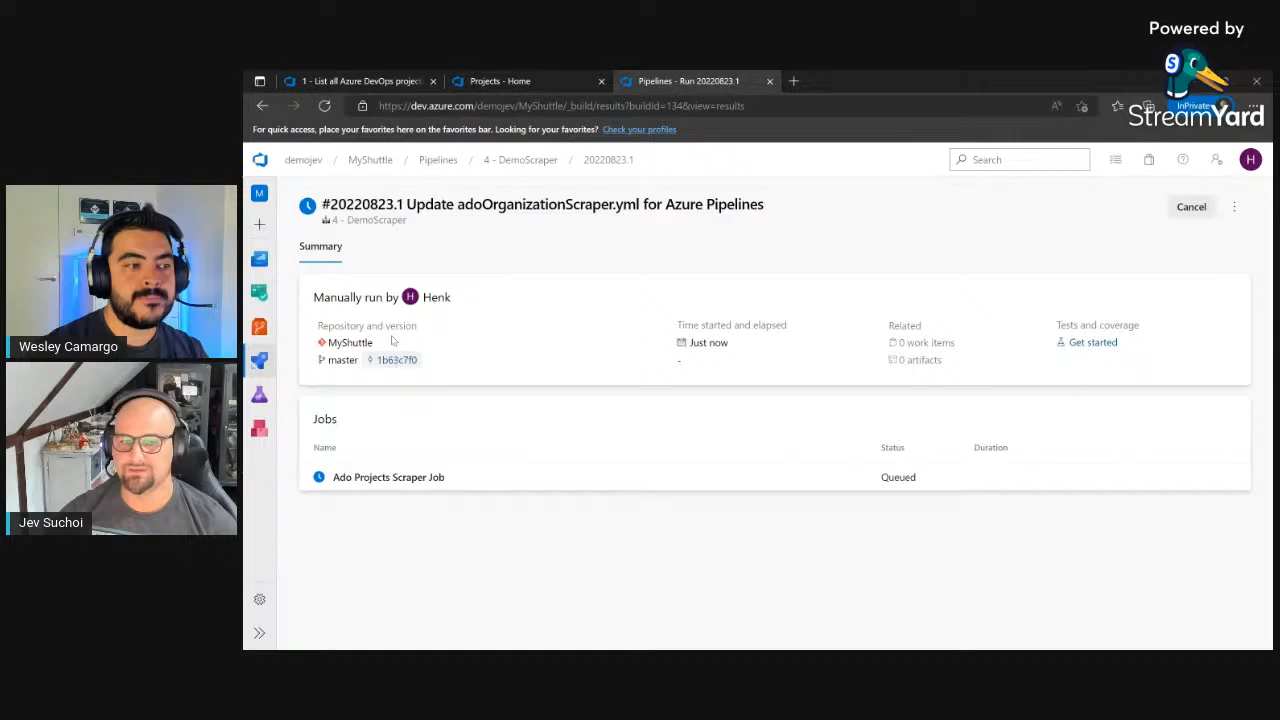 Powered by
StreamYard
1 - List all Azure DevOps project
Projects - Home
Pipelines - Run 20220823.1
https://dev.azure.com/demojev/MyShuttle/_build/results?buildId=134&view=results
InPrivate
For quick access, place your favorites here on the favorites bar. Looking for your favorites? Check your profiles
demojev / MyShuttle / Pipelines / 4 - DemoScraper / 20220823.1
Search
H
M
#20220823.1 Update adoOrganizationScraper.yml for Azure Pipelines
4 - DemoScraper
Cancel
Summary
Manually run by H Henk
Repository and version
Time started and elapsed
Related
Tests and coverage
MyShuttle
Just now
0 work items
Get started
master 1b63c7f0
-
0 artifacts
Jobs
Name
Status
Duration
Ado Projects Scraper Job
Queued
Wesley Camargo
Jev Suchoi